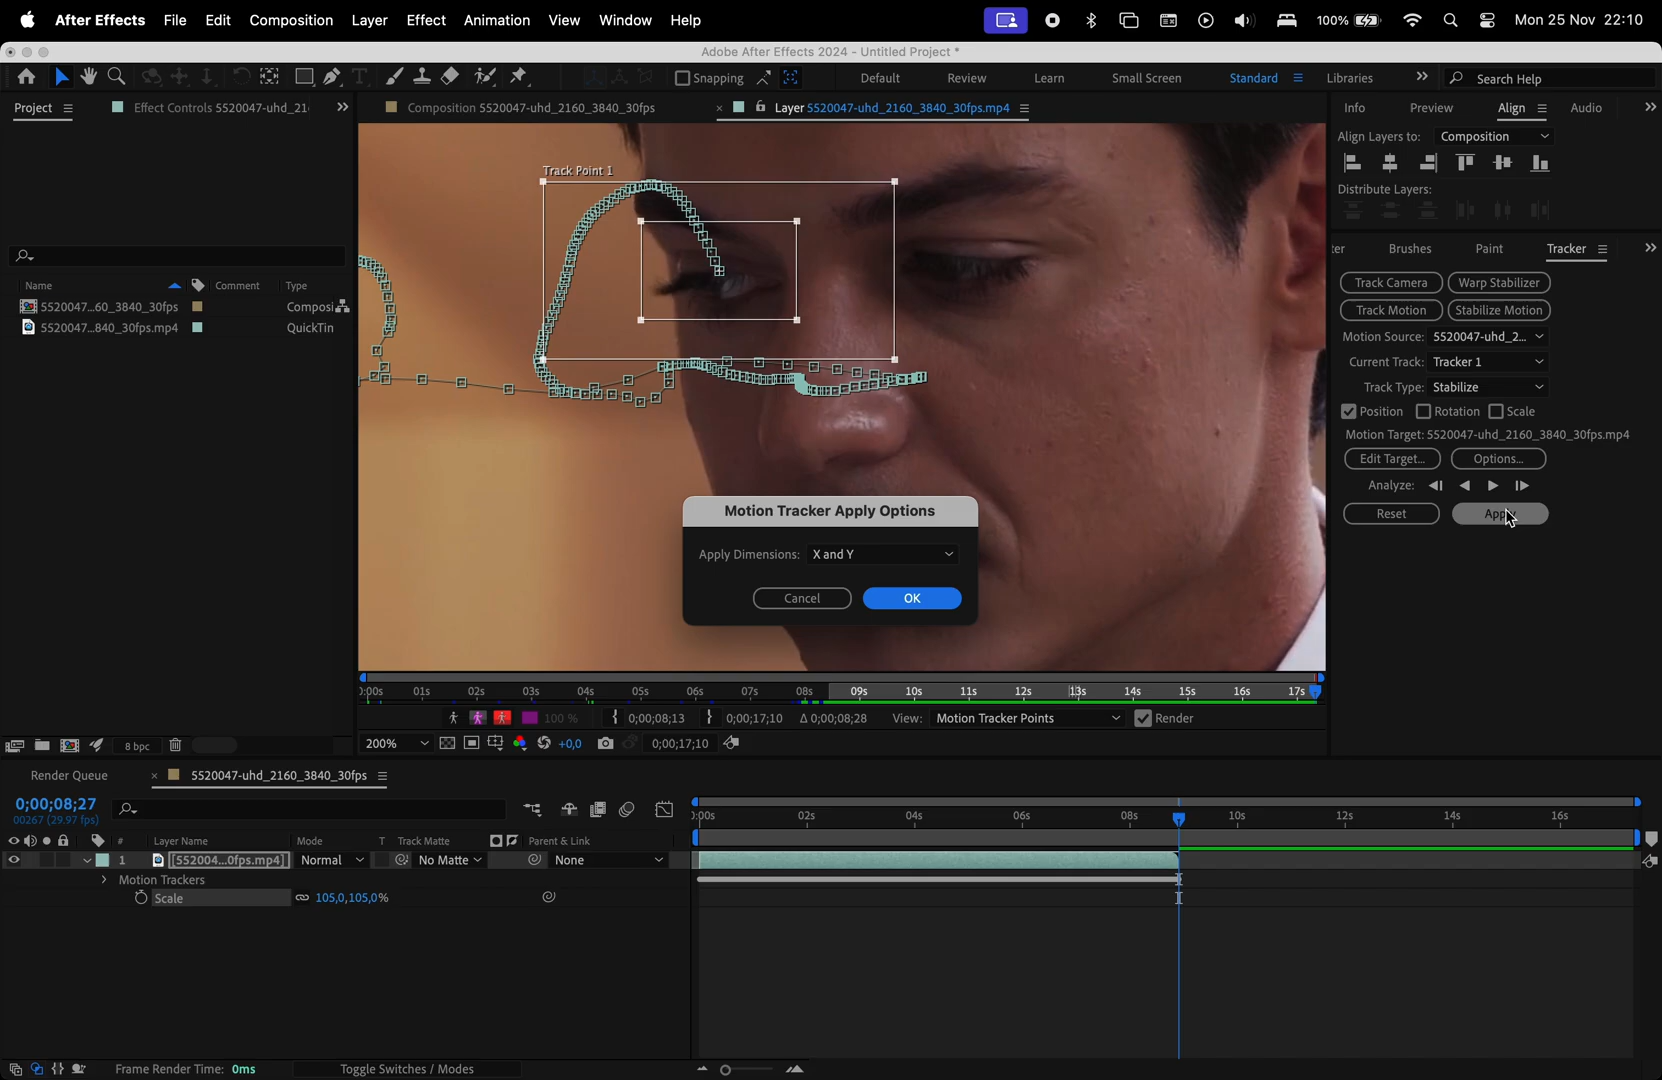 After Effects File Edit Composition Layer Effect Animation View Window Help 100% Mon 25 Nov 22:10
Adobe After Effects 2024 - Untitled Project *
Snapping Default Review Learn Small Screen Standard Libraries Search Help
Project Effect Controls 5520047-uhd_21 Composition 5520047-uhd_2160_3840_30fps Layer 5520047-uhd_2160_3840_30fps.mp4 Info Preview Align Audio
Align Layers to: Composition
Track Point 1
Distribute Layers:
ter Brushes Paint Tracker
Name Comment Type
Track Camera Warp Stabilizer
5520047...60_3840_30fps Composi
Track Motion Stabilize Motion
5520047...840_30fps.mp4 QuickTin
Motion Source: 5520047-uhd_2...
Current Track: Tracker 1
Track Type: Stabilize
Position Rotation Scale
Motion Target: 5520047-uhd_2160_3840_30fps.mp4
Edit Target... Options...
Analyze:
Reset Apply
Motion Tracker Apply Options
Apply Dimensions: X and Y
Cancel OK
):00s 01s 02s 03s 04s 05s 06s 07s 08s 09s 10s 11s 12s 13s 14s 15s 16s 17s
100 % 0;00;08;13 0;00;17;10 Δ 0;00;08;28 View: Motion Tracker Points Render
8 bpc 200% +0,0 0;00;17;10
Render Queue × 5520047-uhd_2160_3840_30fps
0;00;08;27
00267 (29.97 fps)
):00s 02s 04s 06s 08s 10s 12s 14s 16s
# Layer Name Mode T Track Matte Parent & Link
1 [552004...0fps.mp4] Normal No Matte None
Motion Trackers
Scale 105,0,105,0%
Frame Render Time: 0ms Toggle Switches / Modes